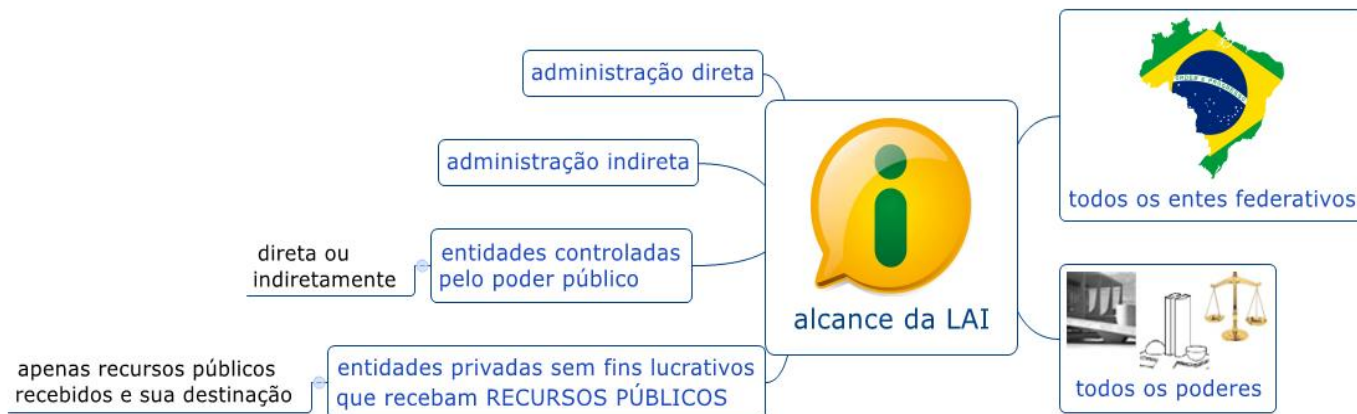 administração direta
administração indireta
direta ou
indiretamente
entidades controladas
pelo poder público
apenas recursos públicos
recebidos e sua destinação
entidades privadas sem fins lucrativos
que recebam RECURSOS PÚBLICOS
alcance da LAI
todos os entes federativos
todos os poderes